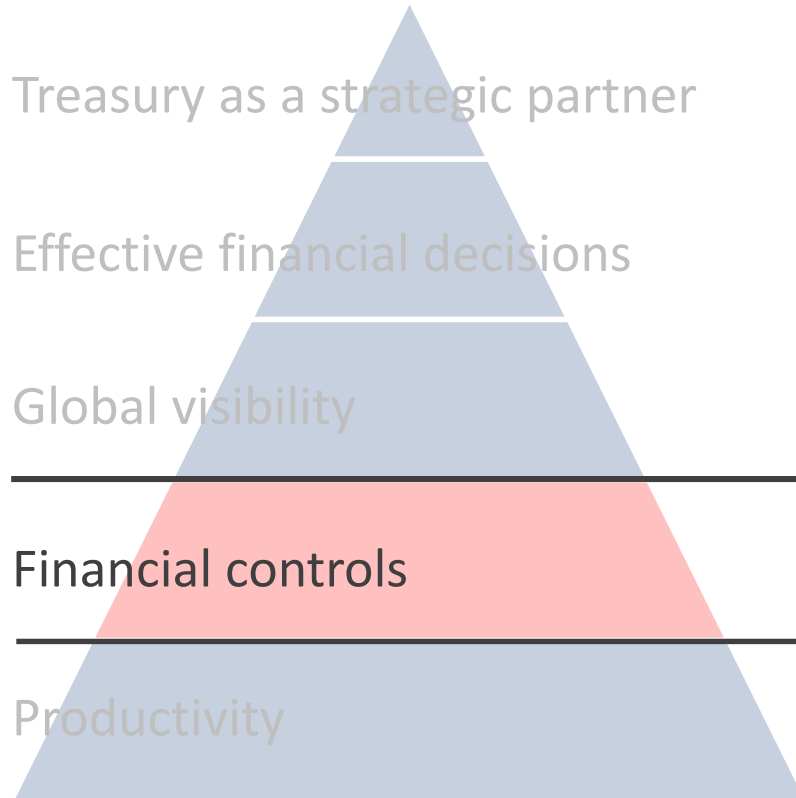 Treasury as a strategic partner
Effective financial decisions
Global visibility
Financial controls
Productivity